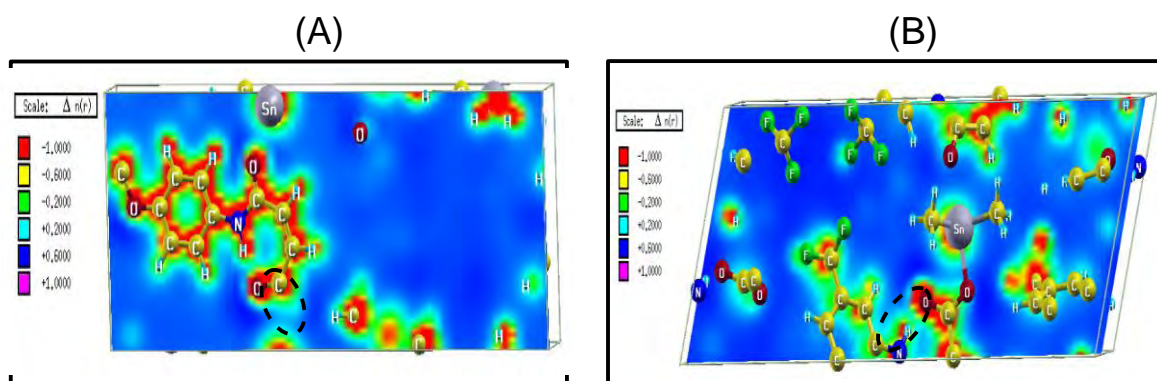 (A)
(B)
Scale: Δ n(r)
-1.0000
-0.6000
-0.2000
+0.2000
+0.6000
+1.0000
Sn
H
H
H
O
H
H
C
O
C
C
H
O
C
C
C
H
C
N
C
C
H
C
C
H
H
H
O
C
H
C
H
C
H
Scale: Δ n(r)
-1.0000
-0.6000
-0.2000
+0.2000
+0.6000
+1.0000
F
C
F
F
F
C
F
F
C
H
O
C
C
H
H
H
H
C
H
C
H
C
O
N
H
H
C
H
Sn
C
H
H
F
F
C
N
O
C
O
H
C
C
C
H
C
C
N
H
O
O
C
C
H
H
C
C
C
C